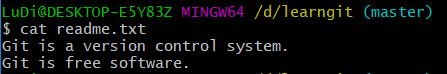 LuDi@DESKTOP-E5Y83Z MINGW64 /d/learngit (master)
$ cat readme.txt
Git is a version control system.
Git is free software.